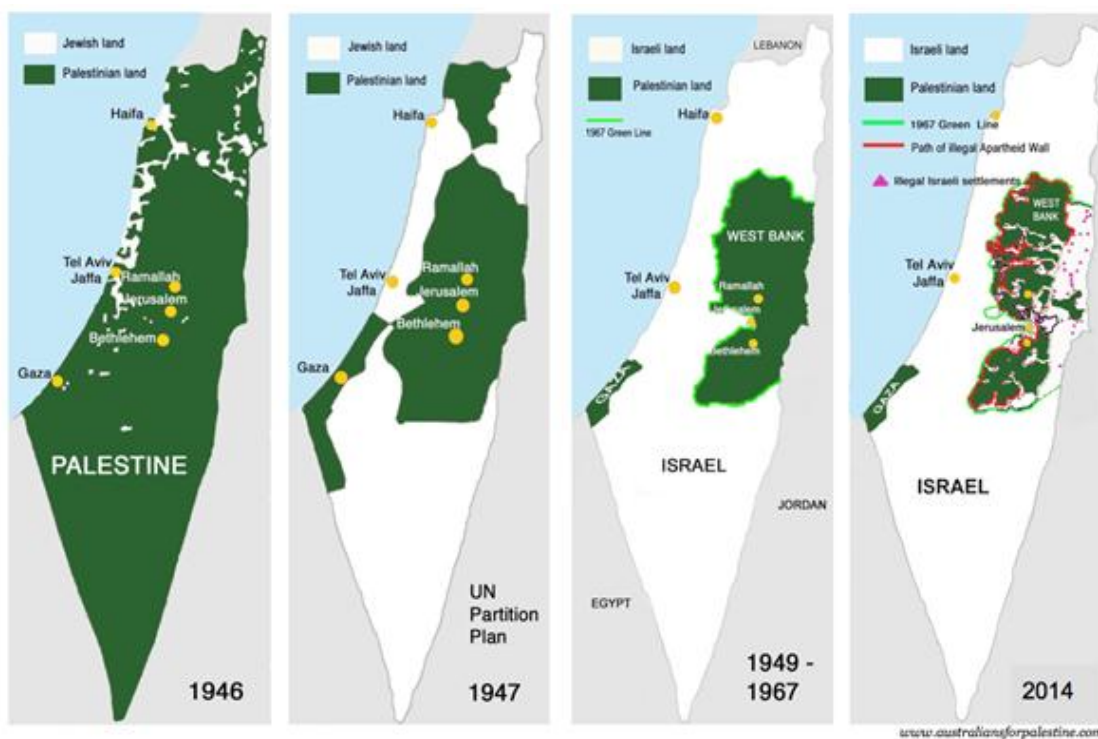 Jewish land
Palestinian land
Haifa
Tel Aviv
Jaffa
Ramallah
Jerusalem
Bethlehem
Gaza
PALESTINE
1946
Jewish land
Palestinian land
Haifa
Tel Aviv
Jaffa
Ramallah
Jerusalem
Bethlehem
Gaza
UN
Partition
Plan
1947
Israeli land
Palestinian land
1967 Green Line
LEBANON
Haifa
WEST BANK
Tel Aviv
Jaffa
Ramallah
Jerusalem
Bethlehem
GAZA
ISRAEL
JORDAN
EGYPT
1949 -
1967
Israeli land
Palestinian land
1967 Green Line
Path of illegal Apartheid Wall
Illegal Israeli settlements
WEST
BANK
Tel Aviv
Jaffa
Jerusalem
GAZA
ISRAEL
2014
www.australiansforpalestine.com